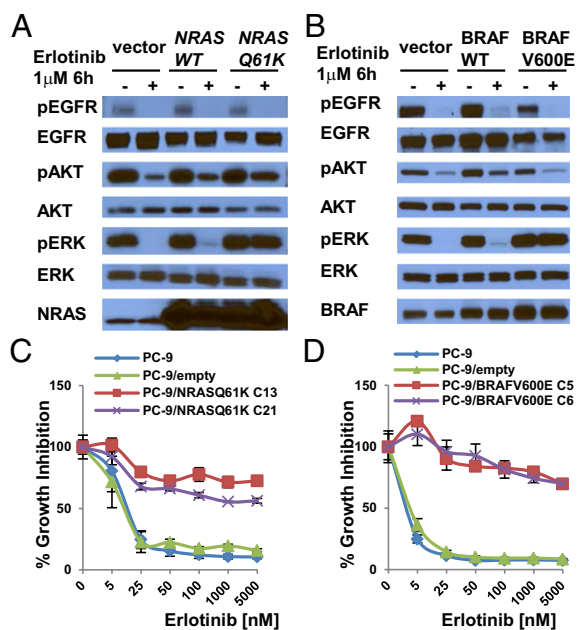 A
Erlotinib
1µM 6h
vector
NRAS
WT
NRAS
Q61K
- + - + - +
pEGFR
EGFR
pAKT
AKT
pERK
ERK
NRAS
B
Erlotinib
1µM 6h
vector
BRAF
WT
BRAF
V600E
- + - + - +
pEGFR
EGFR
pAKT
AKT
pERK
ERK
BRAF
C
PC-9
PC-9/empty
PC-9/NRASQ61K C13
PC-9/NRASQ61K C21
% Growth Inhibition
150
100
50
0
0 5 25 50 100 1000 5000
Erlotinib [nM]
D
PC-9
PC-9/empty
PC-9/BRAFV600E C5
PC-9/BRAFV600E C6
% Growth Inhibition
150
100
50
0
0 5 25 50 100 1000 5000
Erlotinib [nM]